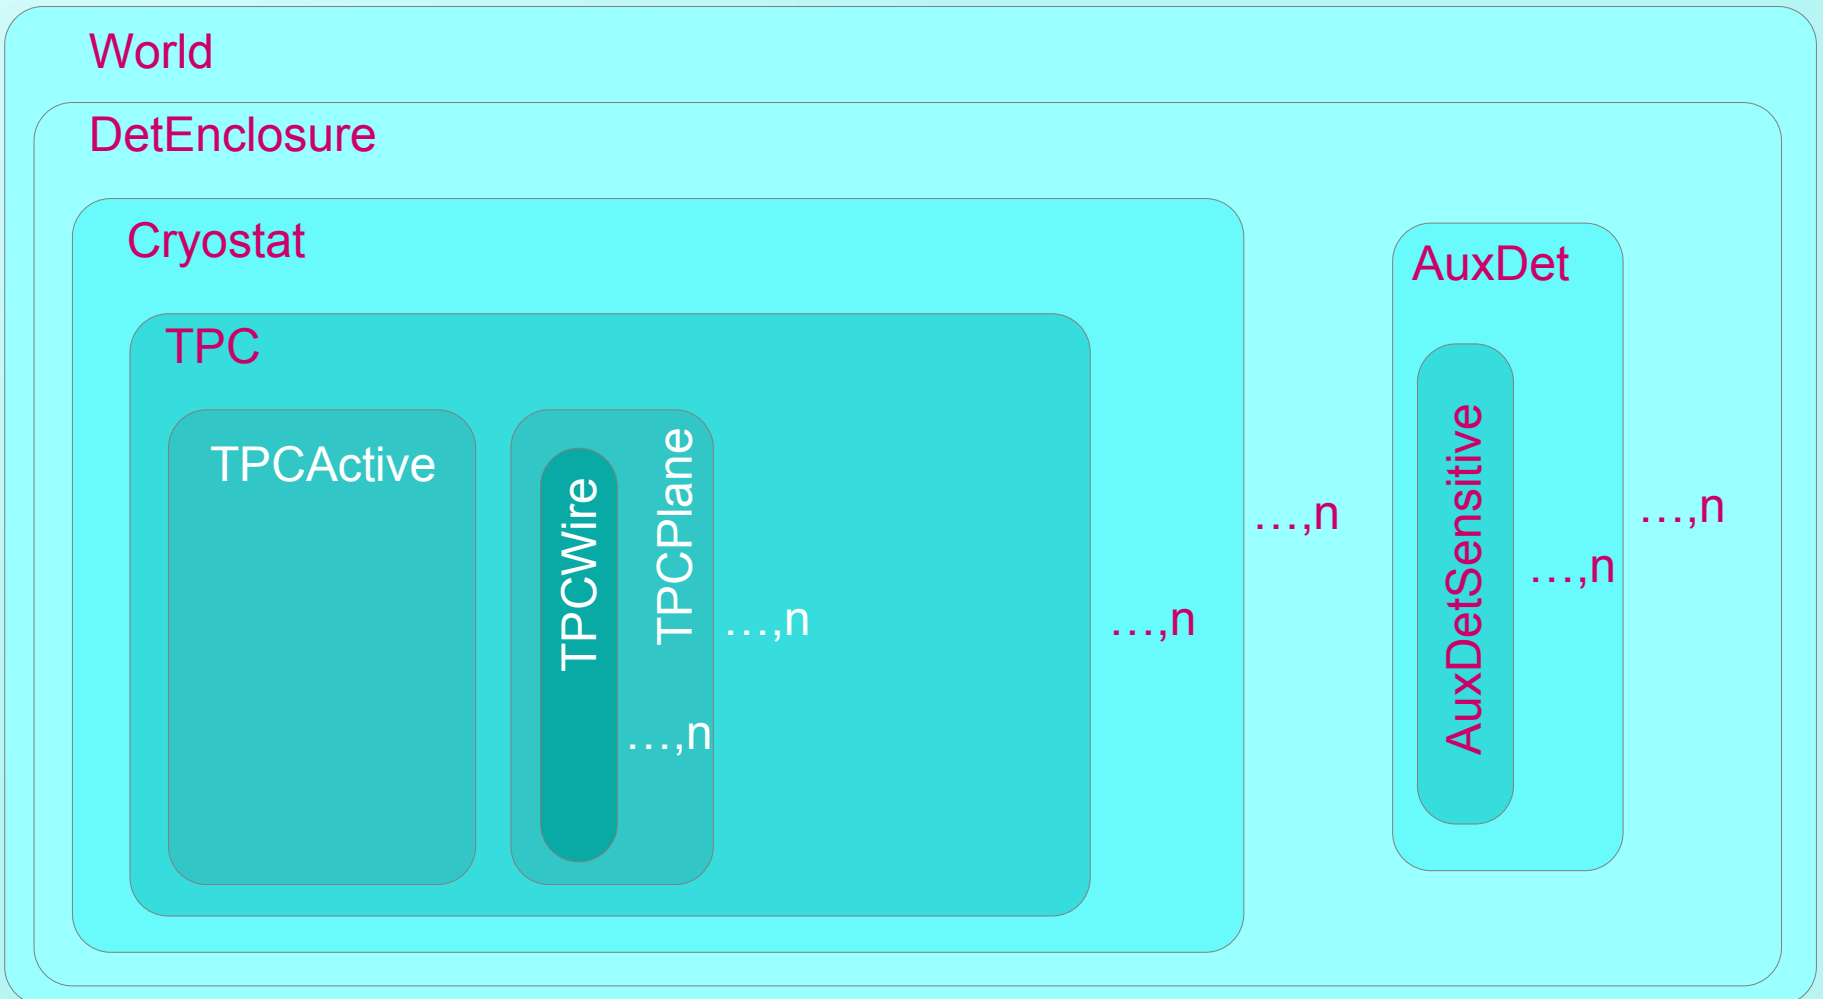 World
DetEnclosure
Cryostat
AuxDet
TPC
TPCActive
TPCWire
TPCPlane
AuxDetSensitive
…,n
…,n
…,n
…,n
…,n
…,n